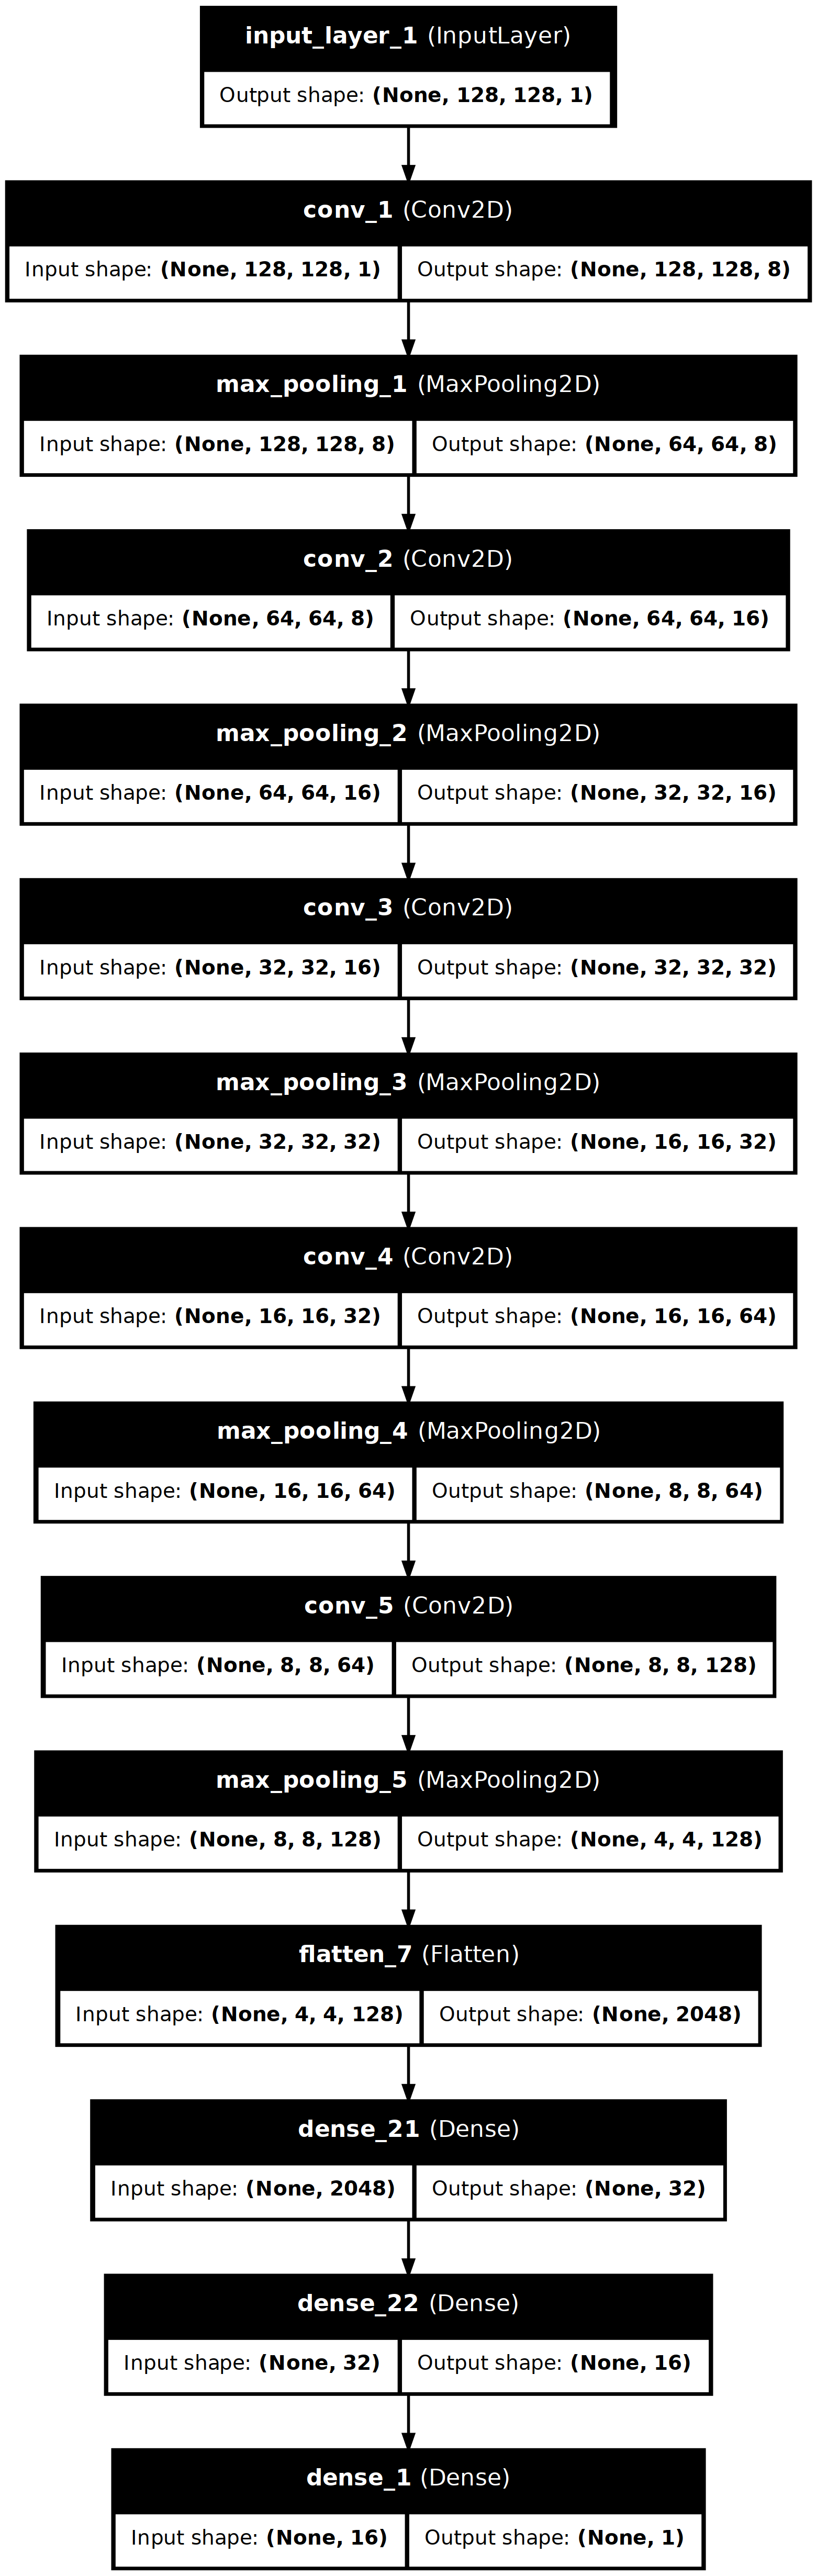 input_layer_1 (InputLayer)
Output shape: (None, 128, 128, 1)
conv_1 (Conv2D)
Input shape: (None, 128, 128, 1) Output shape: (None, 128, 128, 8)
max_pooling_1 (MaxPooling2D)
Input shape: (None, 128, 128, 8) Output shape: (None, 64, 64, 8)
conv_2 (Conv2D)
Input shape: (None, 64, 64, 8) Output shape: (None, 64, 64, 16)
max_pooling_2 (MaxPooling2D)
Input shape: (None, 64, 64, 16) Output shape: (None, 32, 32, 16)
conv_3 (Conv2D)
Input shape: (None, 32, 32, 16) Output shape: (None, 32, 32, 32)
max_pooling_3 (MaxPooling2D)
Input shape: (None, 32, 32, 32) Output shape: (None, 16, 16, 32)
conv_4 (Conv2D)
Input shape: (None, 16, 16, 32) Output shape: (None, 16, 16, 64)
max_pooling_4 (MaxPooling2D)
Input shape: (None, 16, 16, 64) Output shape: (None, 8, 8, 64)
conv_5 (Conv2D)
Input shape: (None, 8, 8, 64) Output shape: (None, 8, 8, 128)
max_pooling_5 (MaxPooling2D)
Input shape: (None, 8, 8, 128) Output shape: (None, 4, 4, 128)
flatten_7 (Flatten)
Input shape: (None, 4, 4, 128) Output shape: (None, 2048)
dense_21 (Dense)
Input shape: (None, 2048) Output shape: (None, 32)
dense_22 (Dense)
Input shape: (None, 32) Output shape: (None, 16)
dense_1 (Dense)
Input shape: (None, 16) Output shape: (None, 1)